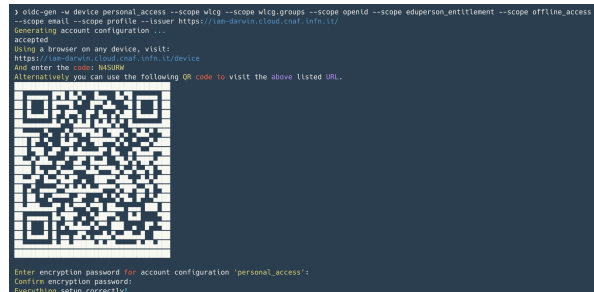 ❯ oidc-gen -w device personal_access --scope wlcg --scope wlcg.groups --scope openid --scope eduperson_entitlement --scope offline_access
--scope email --scope profile --issuer https://iam-darwin.cloud.cnaf.infn.it/
Generating account configuration ...
accepted
Using a browser on any device, visit:
https://iam-darwin.cloud.cnaf.infn.it/device
And enter the code: N4SURW
Alternatively you can use the following QR code to visit the above listed URL.
Enter encryption password for account configuration 'personal_access':
Confirm encryption password:
Everything setup correctly!